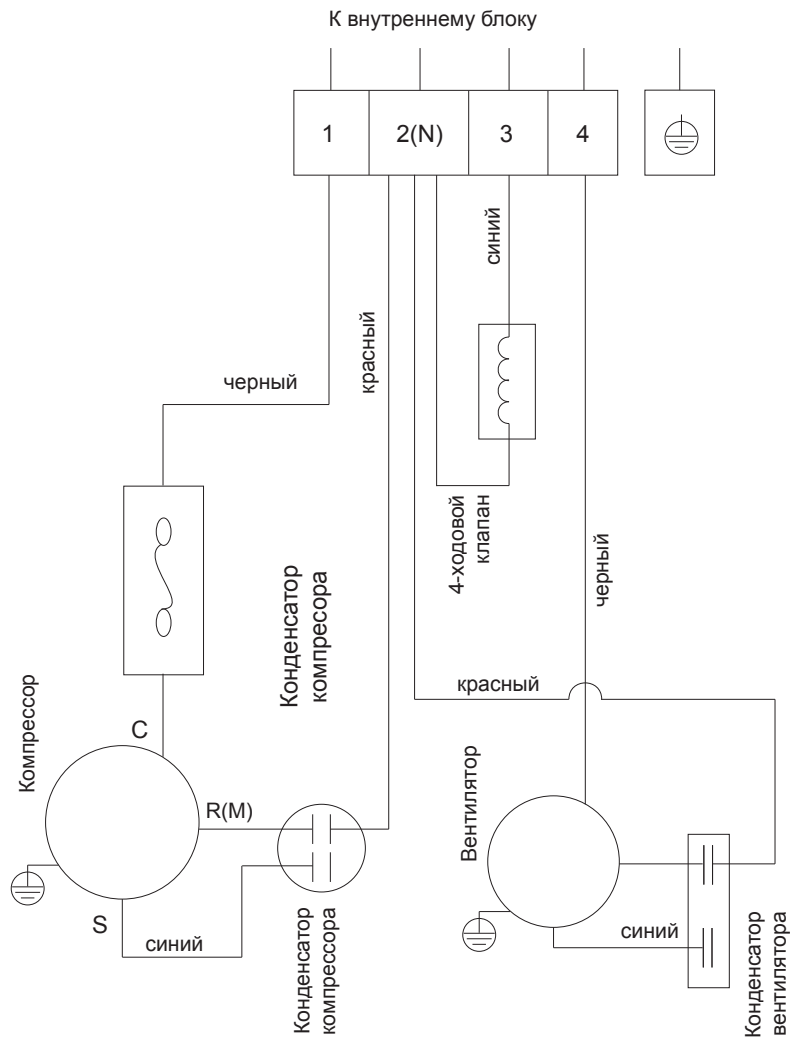 К внутреннему блоку
1
2(N)
3
4
синий
красный
черный
4-ходовой
клапан
черный
Конденсатор
компресора
красный
Компрессор
C
R(M)
S
синий
Конденсатор
компрессора
Вентилятор
синий
Конденсатор
вентилятора